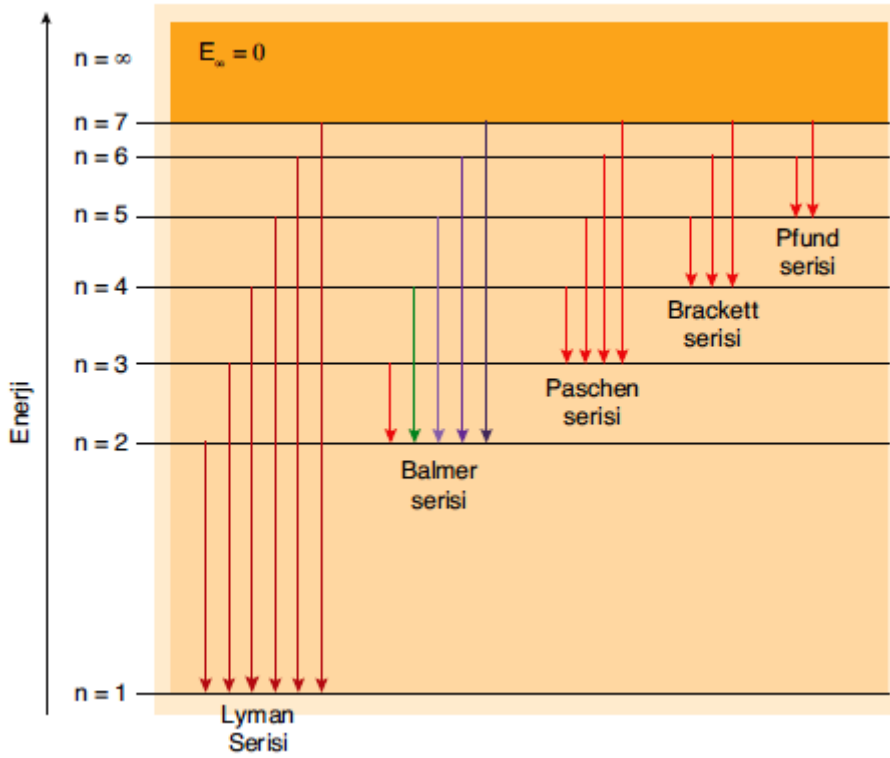 n = ∞
E∞ = 0
n = 7
n = 6
n = 5
Pfund
serisi
n = 4
Brackett
serisi
n = 3
Paschen
serisi
Enerji
n = 2
Balmer
serisi
n = 1
Lyman
Serisi